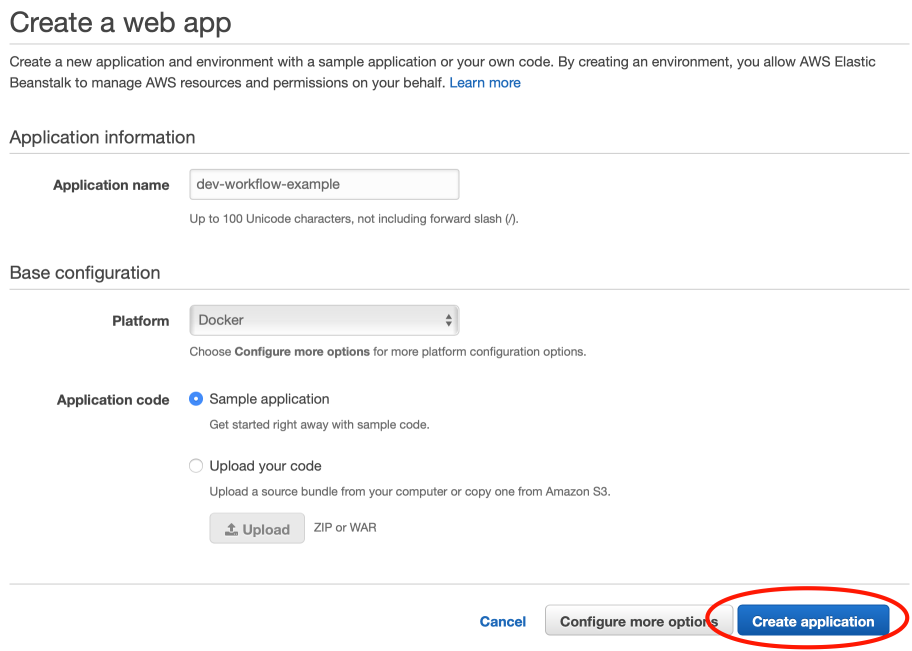 Create a web app
Create a new application and environment with a sample application or your own code. By creating an environment, you allow AWS Elastic
Beanstalk to manage AWS resources and permissions on your behalf. Learn more
Application information
Application name
dev-workflow-example
Up to 100 Unicode characters, not including forward slash (/).
Base configuration
Platform
Docker
Choose Configure more options for more platform configuration options.
Application code
Sample application
Get started right away with sample code.
Upload your code
Upload a source bundle from your computer or copy one from Amazon S3.
Upload
ZIP or WAR
Cancel
Configure more options
Create application